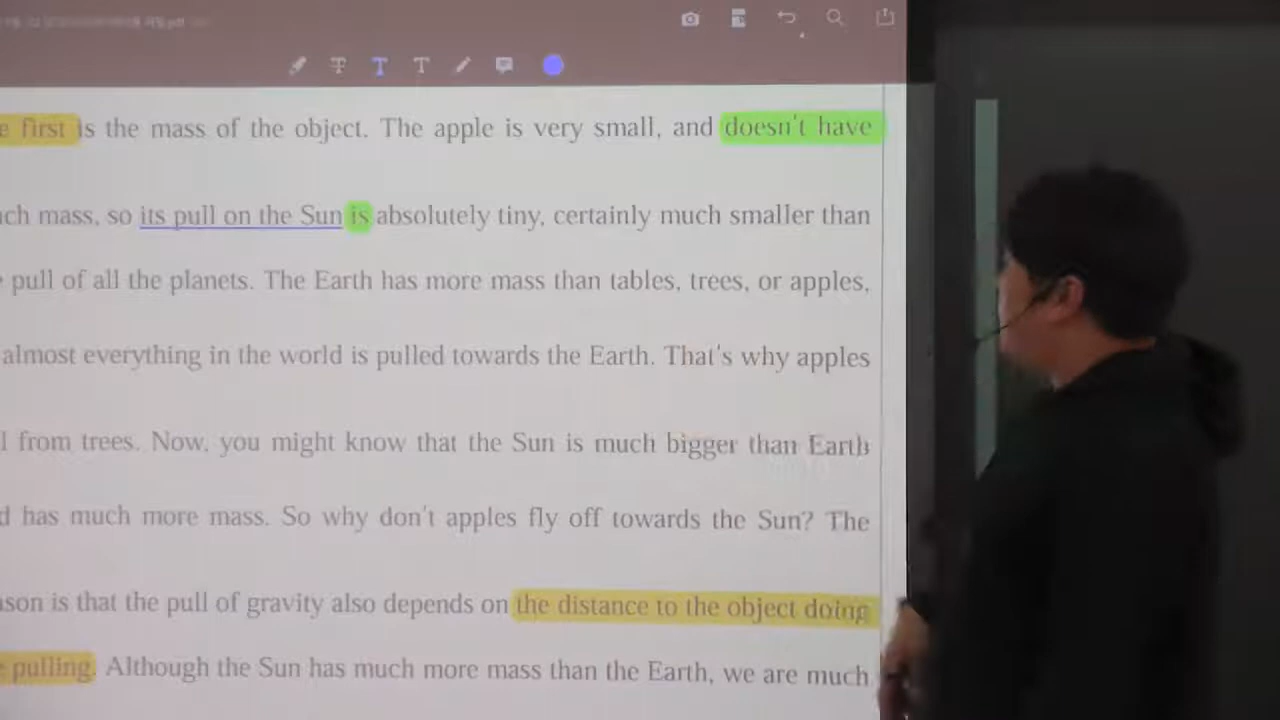 first is the mass of the object. The apple is very small, and doesn't have
mass, so its pull on the Sun is absolutely tiny, certainly much smaller than
pull of all the planets. The Earth has more mass than tables, trees, or apples,
almost everything in the world is pulled towards the Earth. That's why apples
from trees. Now, you might know that the Sun is much bigger than Earth
has much more mass. So why don't apples fly off towards the Sun? The
is that the pull of gravity also depends on the distance to the object doing
pulling. Although the Sun has much more mass than the Earth, we are much